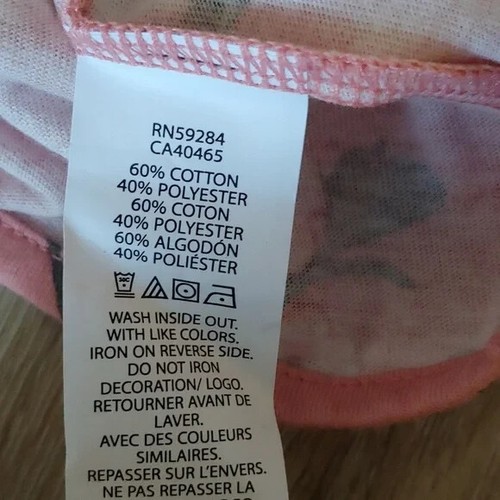 RN59284
CA40465
60% COTTON
40% POLYESTER
60% COTON
40% POLYESTER
60% ALGODÓN
40% POLIÉSTER
WASH INSIDE OUT.
WITH LIKE COLORS.
IRON ON REVERSE SIDE.
DO NOT IRON
DECORATION/ LOGO.
RETOURNER AVANT DE
LAVER.
AVEC DES COULEURS
SIMILAIRES.
REPASSER SUR L'ENVERS.
NE PAS REPASSER LA